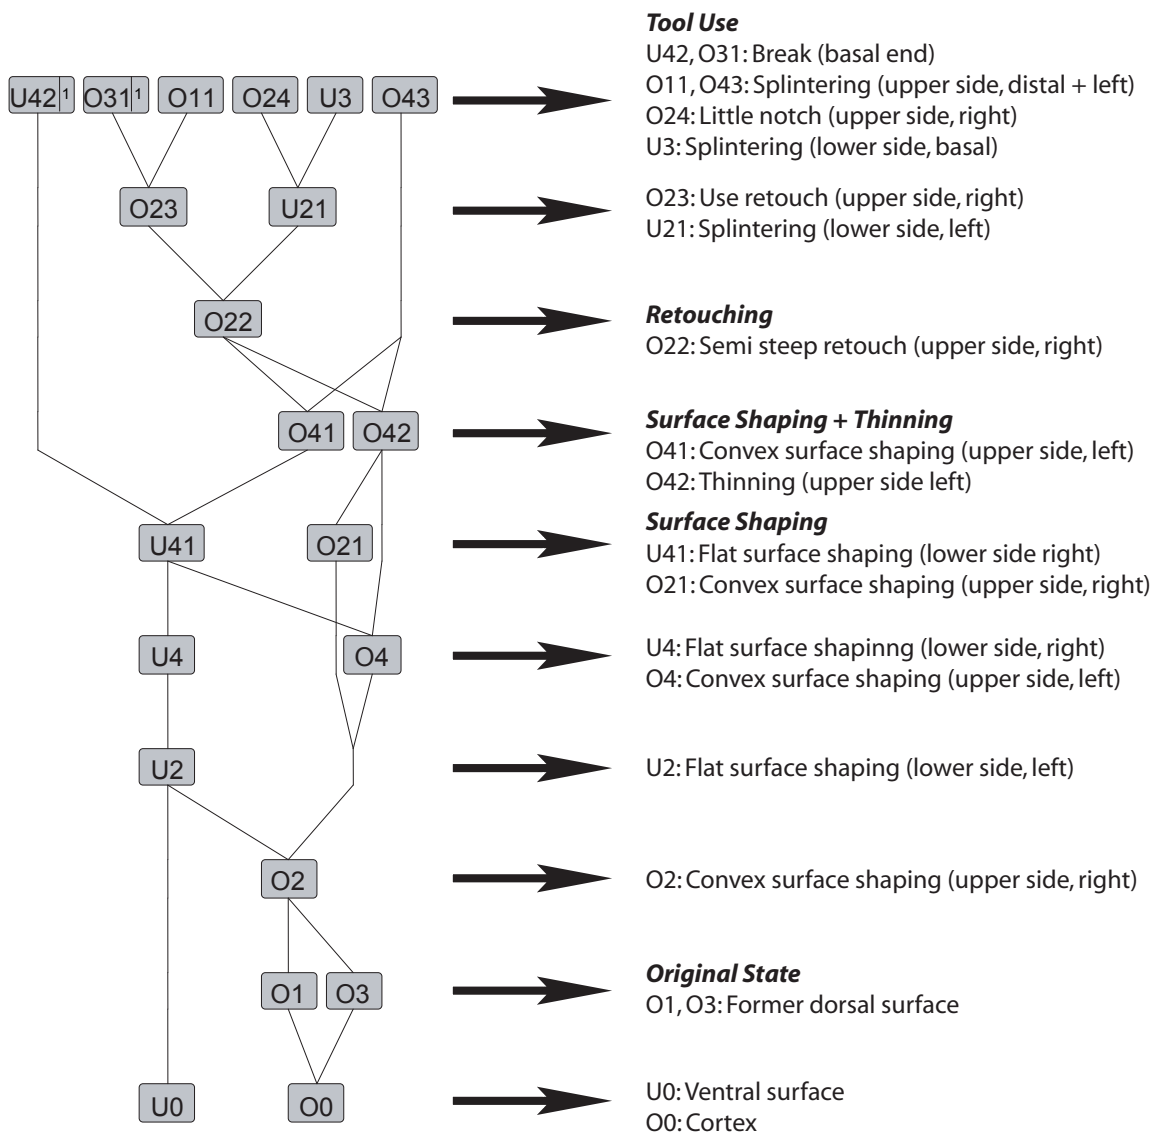 Tool Use
U42, O31: Break (basal end)
O11, O43: Splintering (upper side, distal + left)
O24: Little notch (upper side, right)
U3: Splintering (lower side, basal)
U42 1 O31 1 O11 O24 U3 O43
O23: Use retouch (upper side, right)
U21: Splintering (lower side, left)
O23 U21
Retouching
O22: Semi steep retouch (upper side, right)
O22
Surface Shaping + Thinning
O41: Convex surface shaping (upper side, left)
O42: Thinning (upper side left)
O41 O42
Surface Shaping
U41: Flat surface shaping (lower side right)
O21: Convex surface shaping (upper side, right)
U41 O21
U4: Flat surface shapinng (lower side, right)
O4: Convex surface shaping (upper side, left)
U4 O4
U2: Flat surface shaping (lower side, left)
U2
O2: Convex surface shaping (upper side, right)
O2
Original State
O1, O3: Former dorsal surface
O1 O3
U0: Ventral surface
O0: Cortex
U0 O0